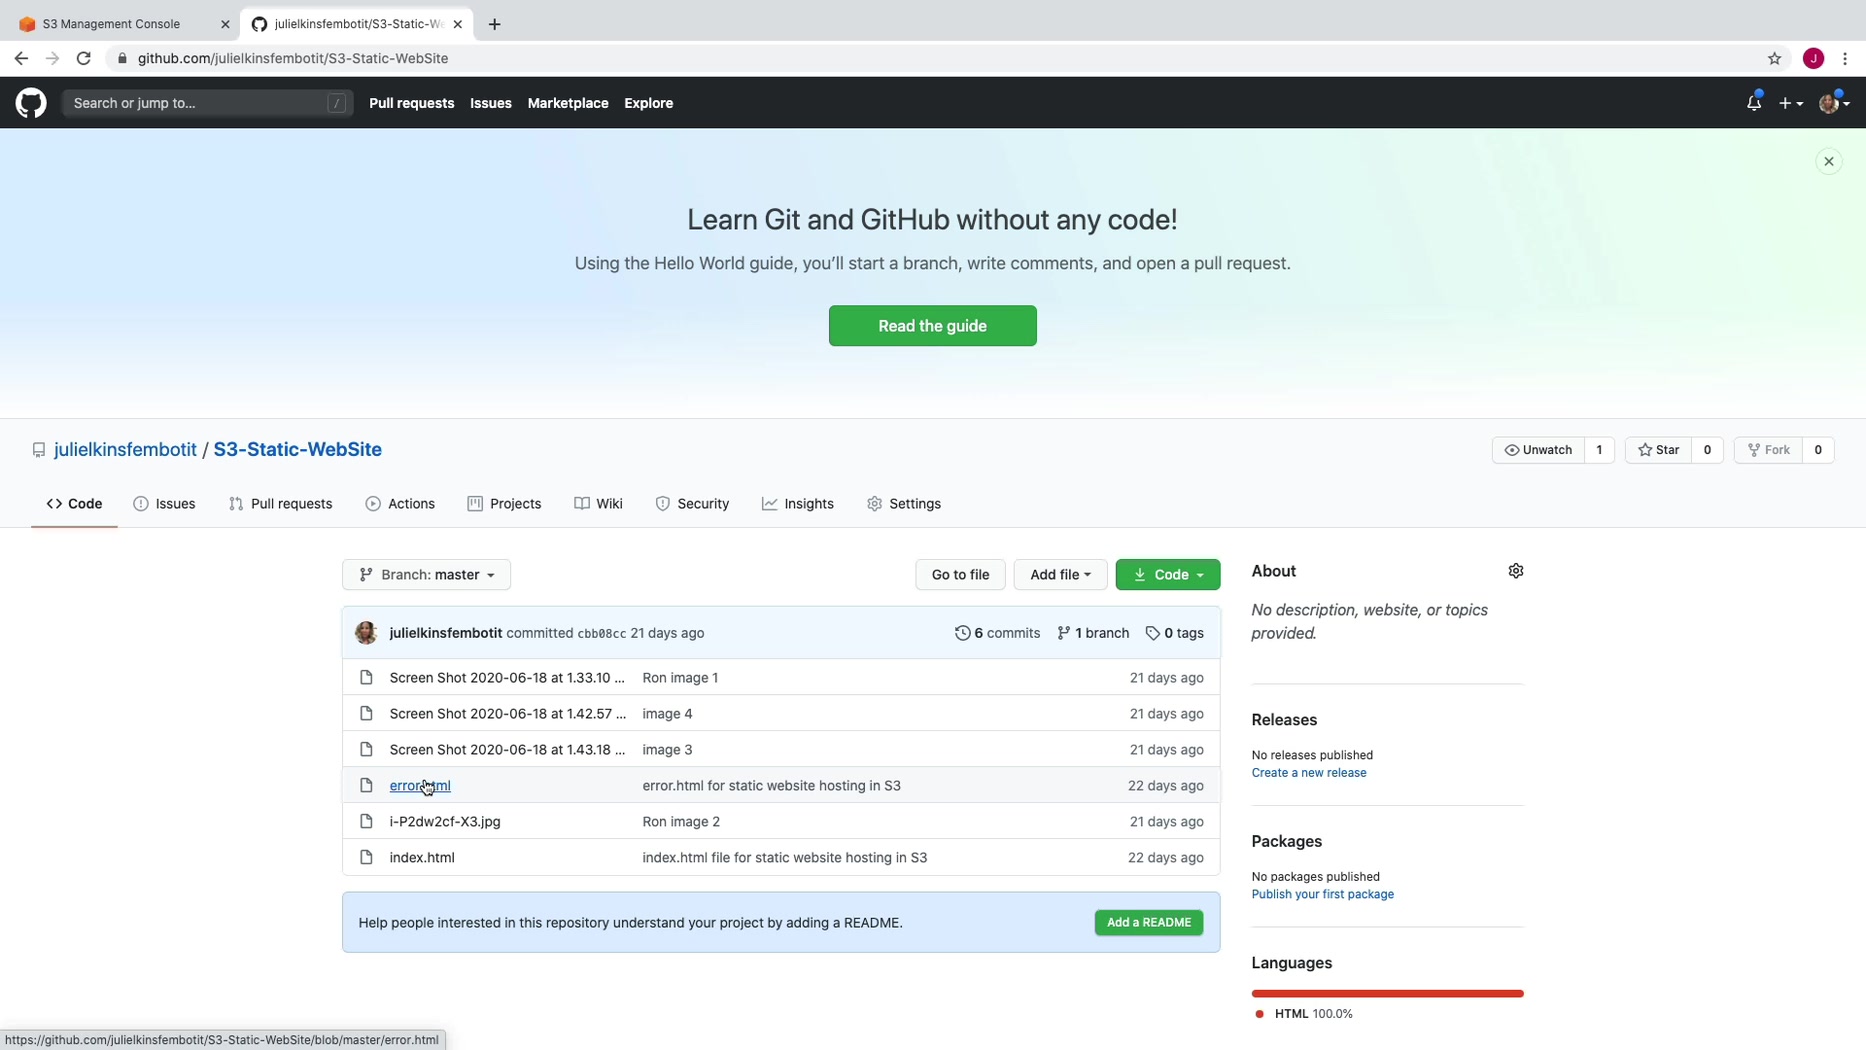 S3 Management Console
julielkinsfembotit/S3-Static-We
github.com/julielkinsfembotit/S3-Static-WebSite
J
Search or jump to... /
Pull requests Issues Marketplace Explore
Learn Git and GitHub without any code!
Using the Hello World guide, you’ll start a branch, write comments, and open a pull request.
Read the guide
julielkinsfembotit / S3-Static-WebSite
Unwatch 1 Star 0 Fork 0
Code Issues Pull requests Actions Projects Wiki Security Insights Settings
Branch: master Go to file Add file Code
julielkinsfembotit committed cbb08cc 21 days ago 6 commits 1 branch 0 tags
Screen Shot 2020-06-18 at 1.33.10 ... Ron image 1 21 days ago
Screen Shot 2020-06-18 at 1.42.57 ... image 4 21 days ago
Screen Shot 2020-06-18 at 1.43.18 ... image 3 21 days ago
error.html error.html for static website hosting in S3 22 days ago
i-P2dw2cf-X3.jpg Ron image 2 21 days ago
index.html index.html file for static website hosting in S3 22 days ago
Help people interested in this repository understand your project by adding a README. Add a README
About
No description, website, or topics
provided.
Releases
No releases published
Create a new release
Packages
No packages published
Publish your first package
Languages
HTML 100.0%
https://github.com/julielkinsfembotit/S3-Static-WebSite/blob/master/error.html